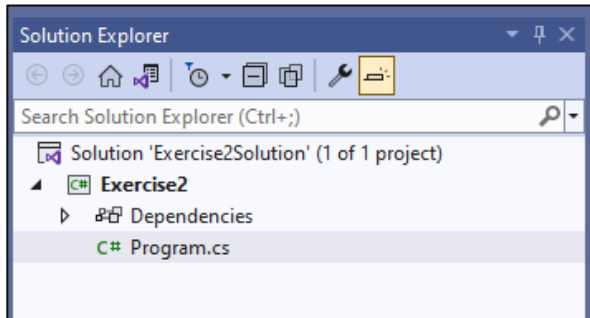 Solution Explorer
Search Solution Explorer (Ctrl+;)
Solution 'Exercise2Solution' (1 of 1 project)
C# Exercise2
Dependencies
C# Program.cs